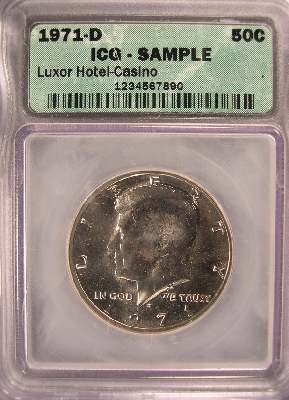 1971-D 50C
ICG - SAMPLE
Luxor Hotel-Casino
1234567890
LIBERTY
IN GOD WE TRUST